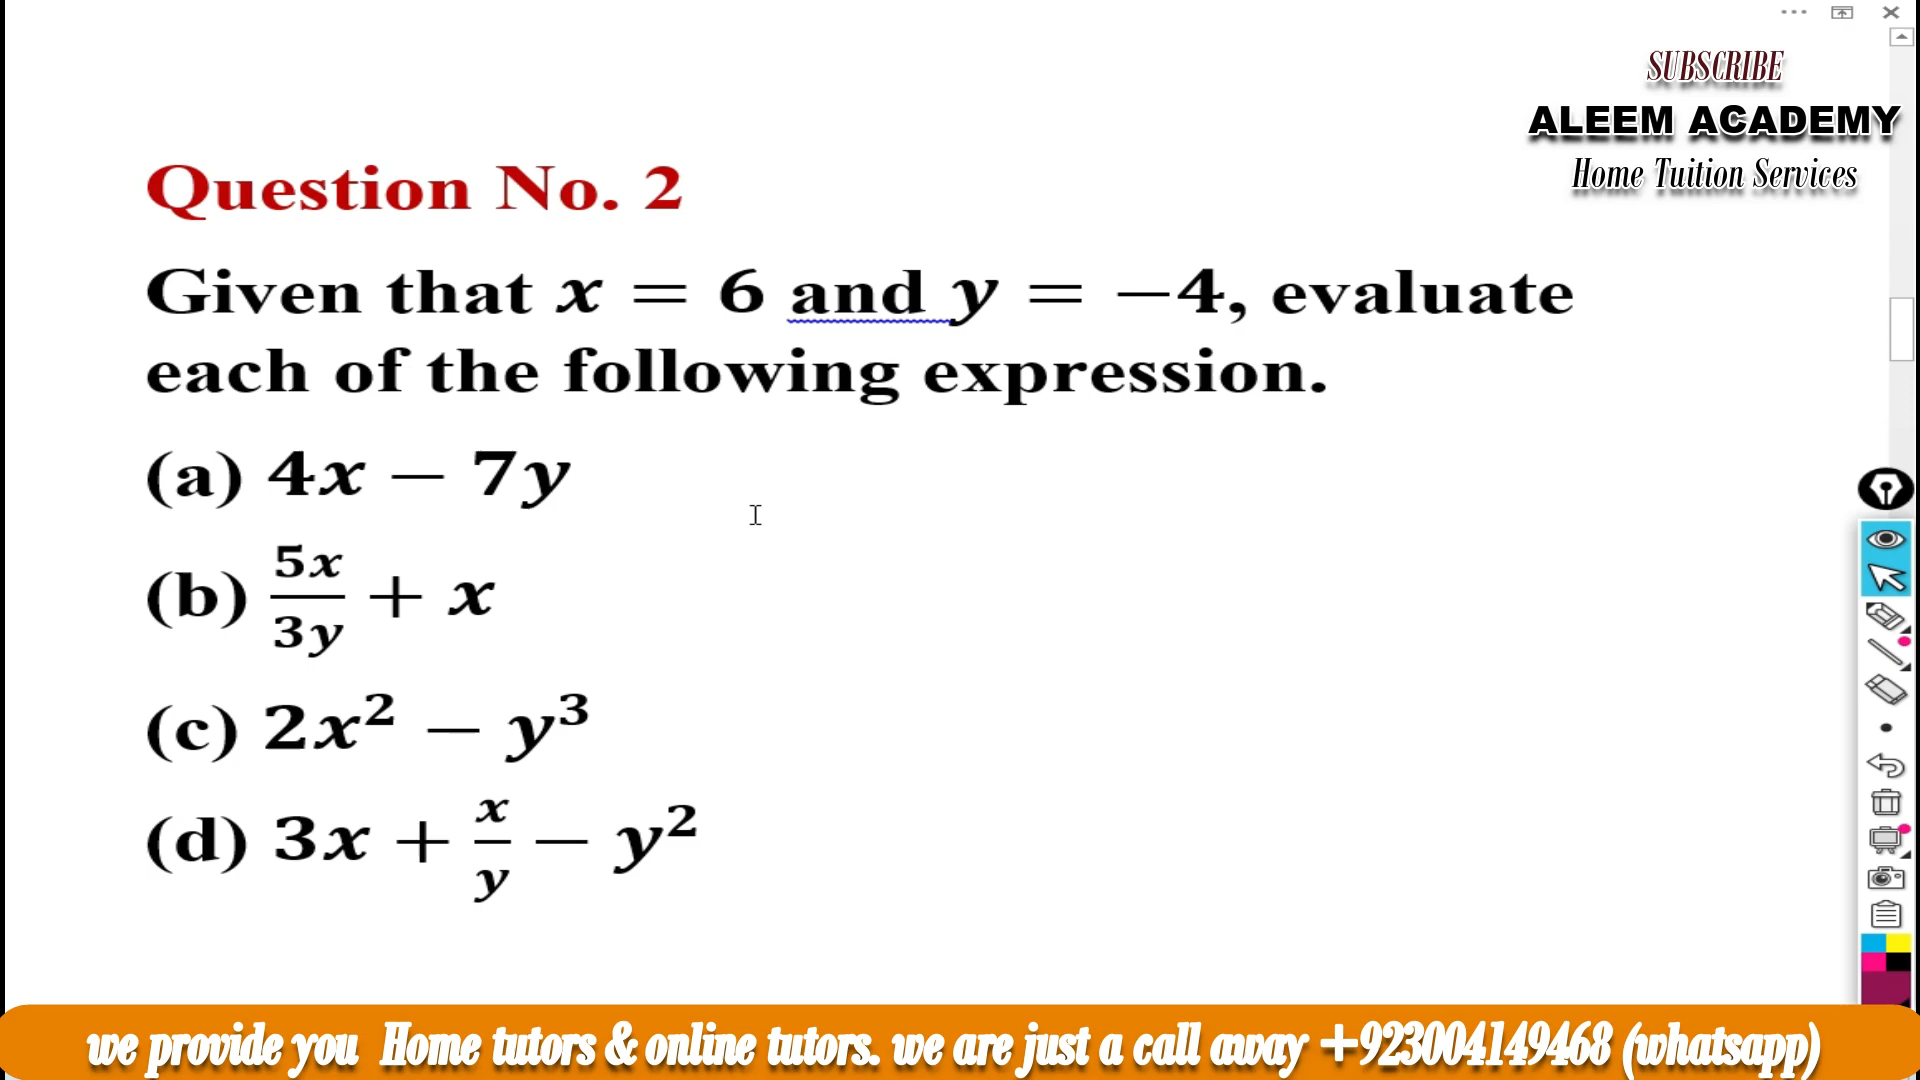 SUBSCRIBE
ALEEM ACADEMY
Home Tuition Services
Question No. 2
Given that x = 6 and y = −4, evaluate
each of the following expression.
(a) 4x − 7y
(b) 5x/3y + x
(c) 2x² − y³
(d) 3x + x/y − y²
we provide you Home tutors & online tutors. we are just a call away +923004149468 (whatsapp)